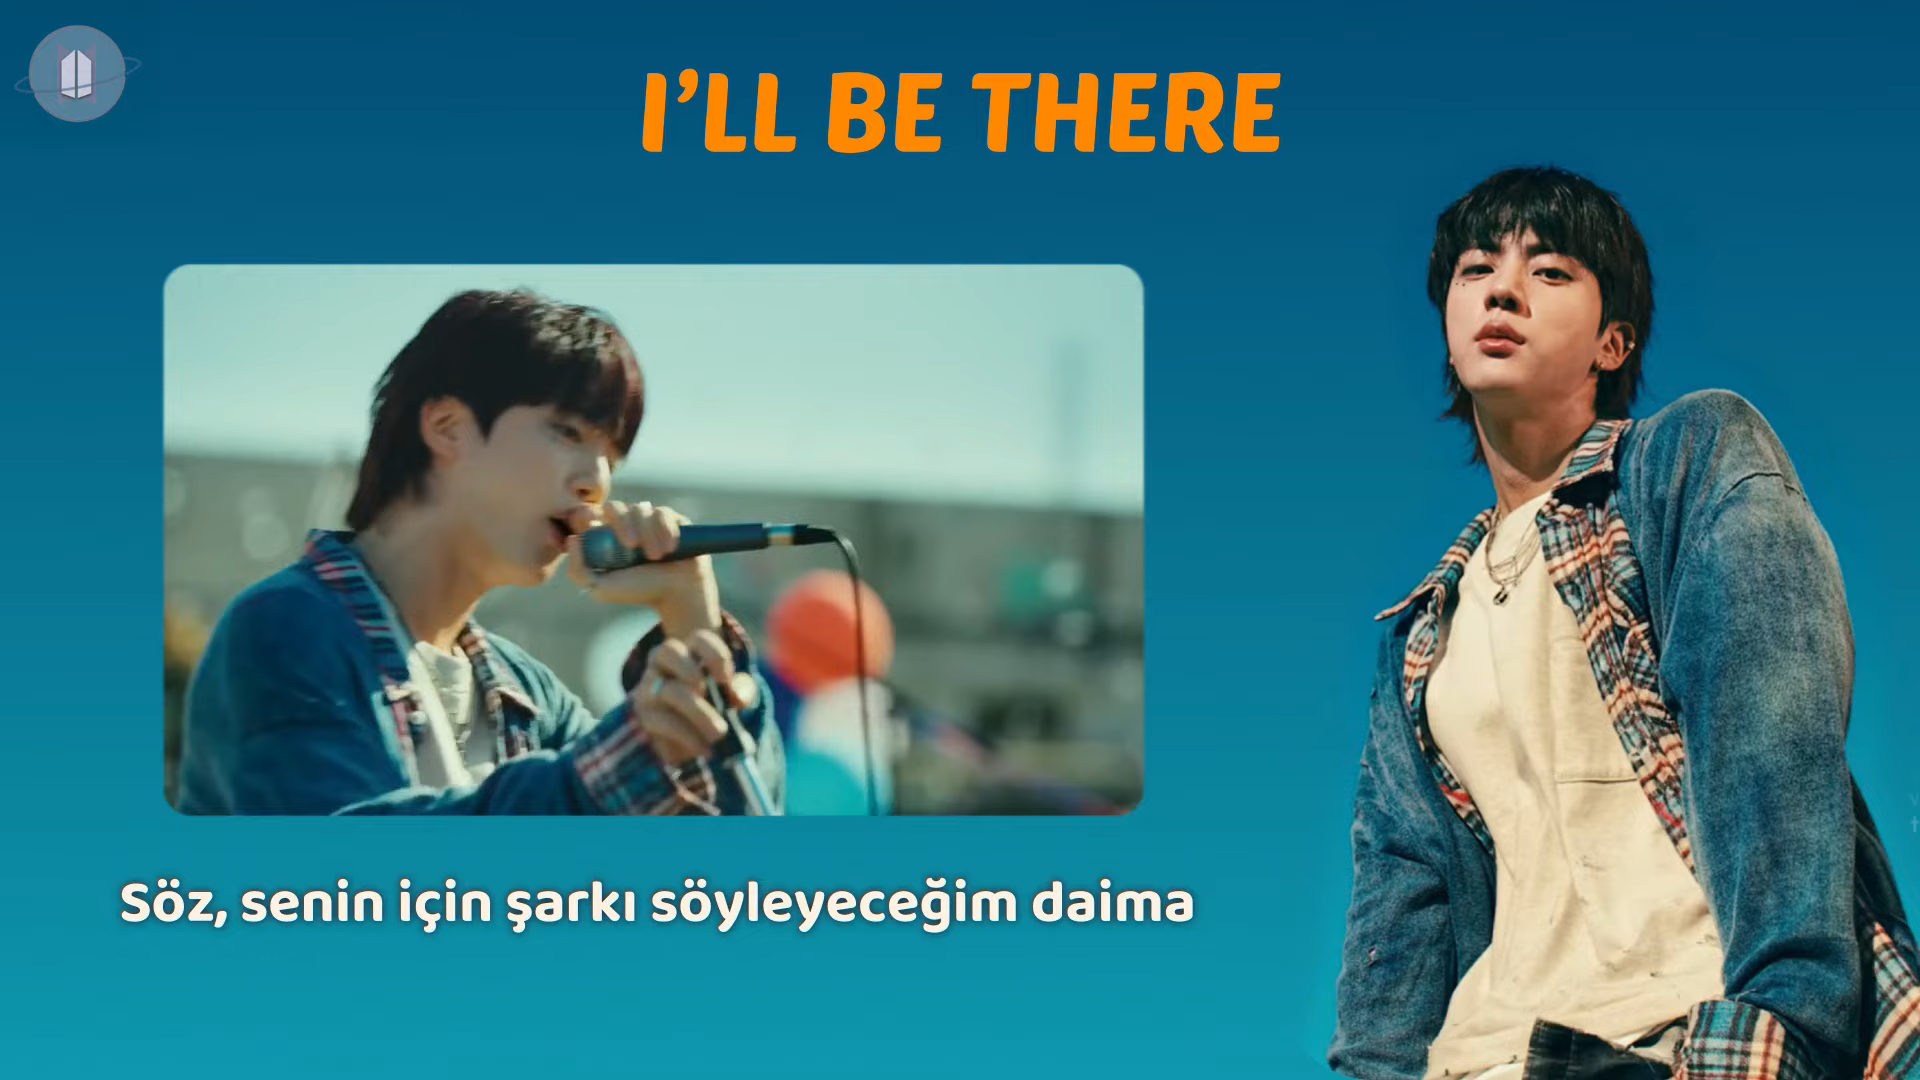 I’LL BE THERE
Söz, senin için şarkı söyleyeceğim daima